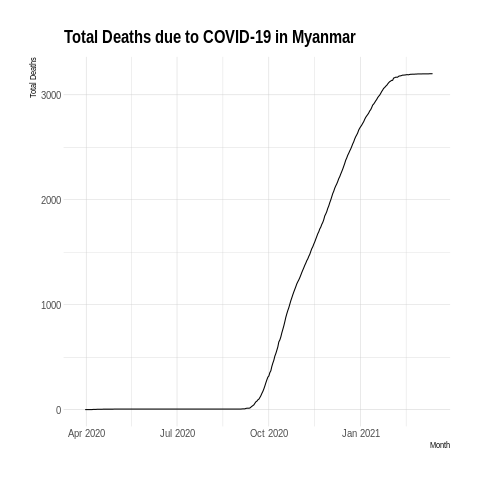 Total Deaths due to COVID-19 in Myanmar
Total Deaths
3000
2000
1000
0
Apr 2020 Jul 2020 Oct 2020 Jan 2021
Month